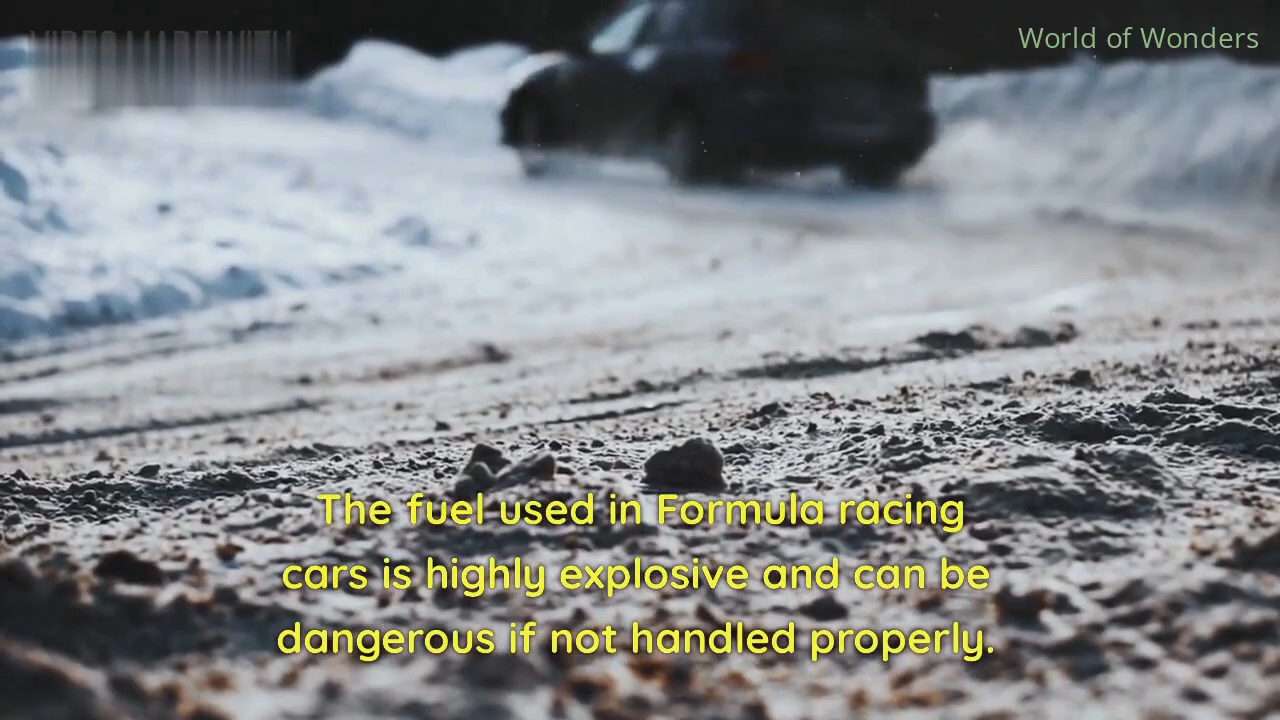 World of Wonders
The fuel used in Formula racing
cars is highly explosive and can be
dangerous if not handled properly.